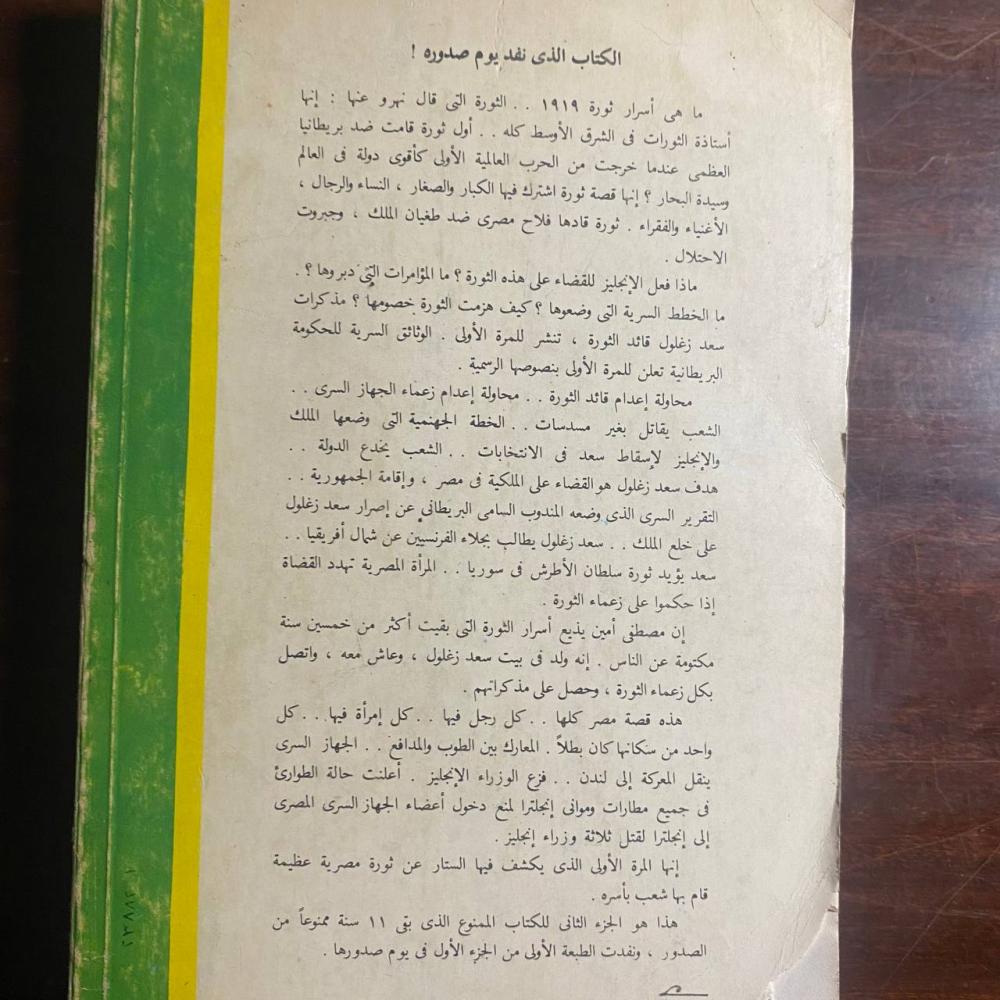 الكتاب الذى نفد يوم صدوره !
ما هى أسرار ثورة ١٩١٩ . . الثورة التى قال نهرو عنها : إنها
أستاذة الثورات فى الشرق الأوسط كله . . أول ثورة قامت ضد بريطانيا
العظمى عندما خرجت من الحرب العالمية الأولى كأقوى دولة فى العالم
وسيدة البحار ؟ إنها قصة ثورة اشترك فيها الكبار والصغار ، النساء والرجال ،
الأغنياء والفقراء . ثورة قادها فلاح مصرى ضد طغيان الملك ، وجبروت
الاحتلال .
ماذا فعل الإنجليز للقضاء على هذه الثورة ؟ ما المؤامرات التى دبروها ؟ .
ما الخطط السرية التى وضعوها ؟ كيف هزمت الثورة خصومها ؟ مذكرات
سعد زغلول قائد الثورة ، تنشر للمرة الأولى . الوثائق السرية للحكومة
البريطانية تعلن للمرة الأولى بنصوصها الرسمية .
محاولة إعدام قائد الثورة . . محاولة إعدام زعماء الجهاز السرى . .
الشعب يقاتل بغير مسدسات . . الخطة الجهنمية التى وضعها الملك
والإنجليز لإسقاط سعد فى الانتخابات . . الشعب يخدع الدولة . .
هدف سعد زغلول هو القضاء على الملكية فى مصر ، وإقامة الجمهورية . .
التقرير السرى الذى وضعه المندوب السامى البريطانى عن إصرار سعد زغلول
على خلع الملك . . سعد زغلول يطالب بجلاء الفرنسيين عن شمال أفريقيا . .
سعد يؤيد ثورة سلطان الأطرش فى سوريا . . المرأة المصرية تهدد القضاة
إذا حكموا على زعماء الثورة .
إن مصطفى أمين يذيع أسرار الثورة التى بقيت أكثر من خمسين سنة
مكتومة عن الناس . إنه ولد فى بيت سعد زغلول ، وعاش معه ، واتصل
بكل زعماء الثورة ، وحصل على مذكراتهم .
هذه قصة مصر كلها . . كل رجل فيها . . كل إمرأة فيها . . . كل
واحد من سكانها كان بطلاً . المعارك بين الطوب والمدافع . . الجهاز السرى
ينقل المعركة إلى لندن . . فزع الوزراء الإنجليز . أعلنت حالة الطوارئ
فى جميع مطارات وموانى إنجلترا لمنع دخول أعضاء الجهاز السرى المصرى
إلى إنجلترا لقتل ثلاثة وزراء إنجليز .
إنها المرة الأولى الذى يكشف فيها الستار عن ثورة مصرية عظيمة
قام بها شعب بأسره .
هذا هو الجزء الثانى للكتاب الممنوع الذى بقى ١١ سنة ممنوعاً من
الصدور ، ونفدت الطبعة الأولى من الجزء الأول فى يوم صدورها .